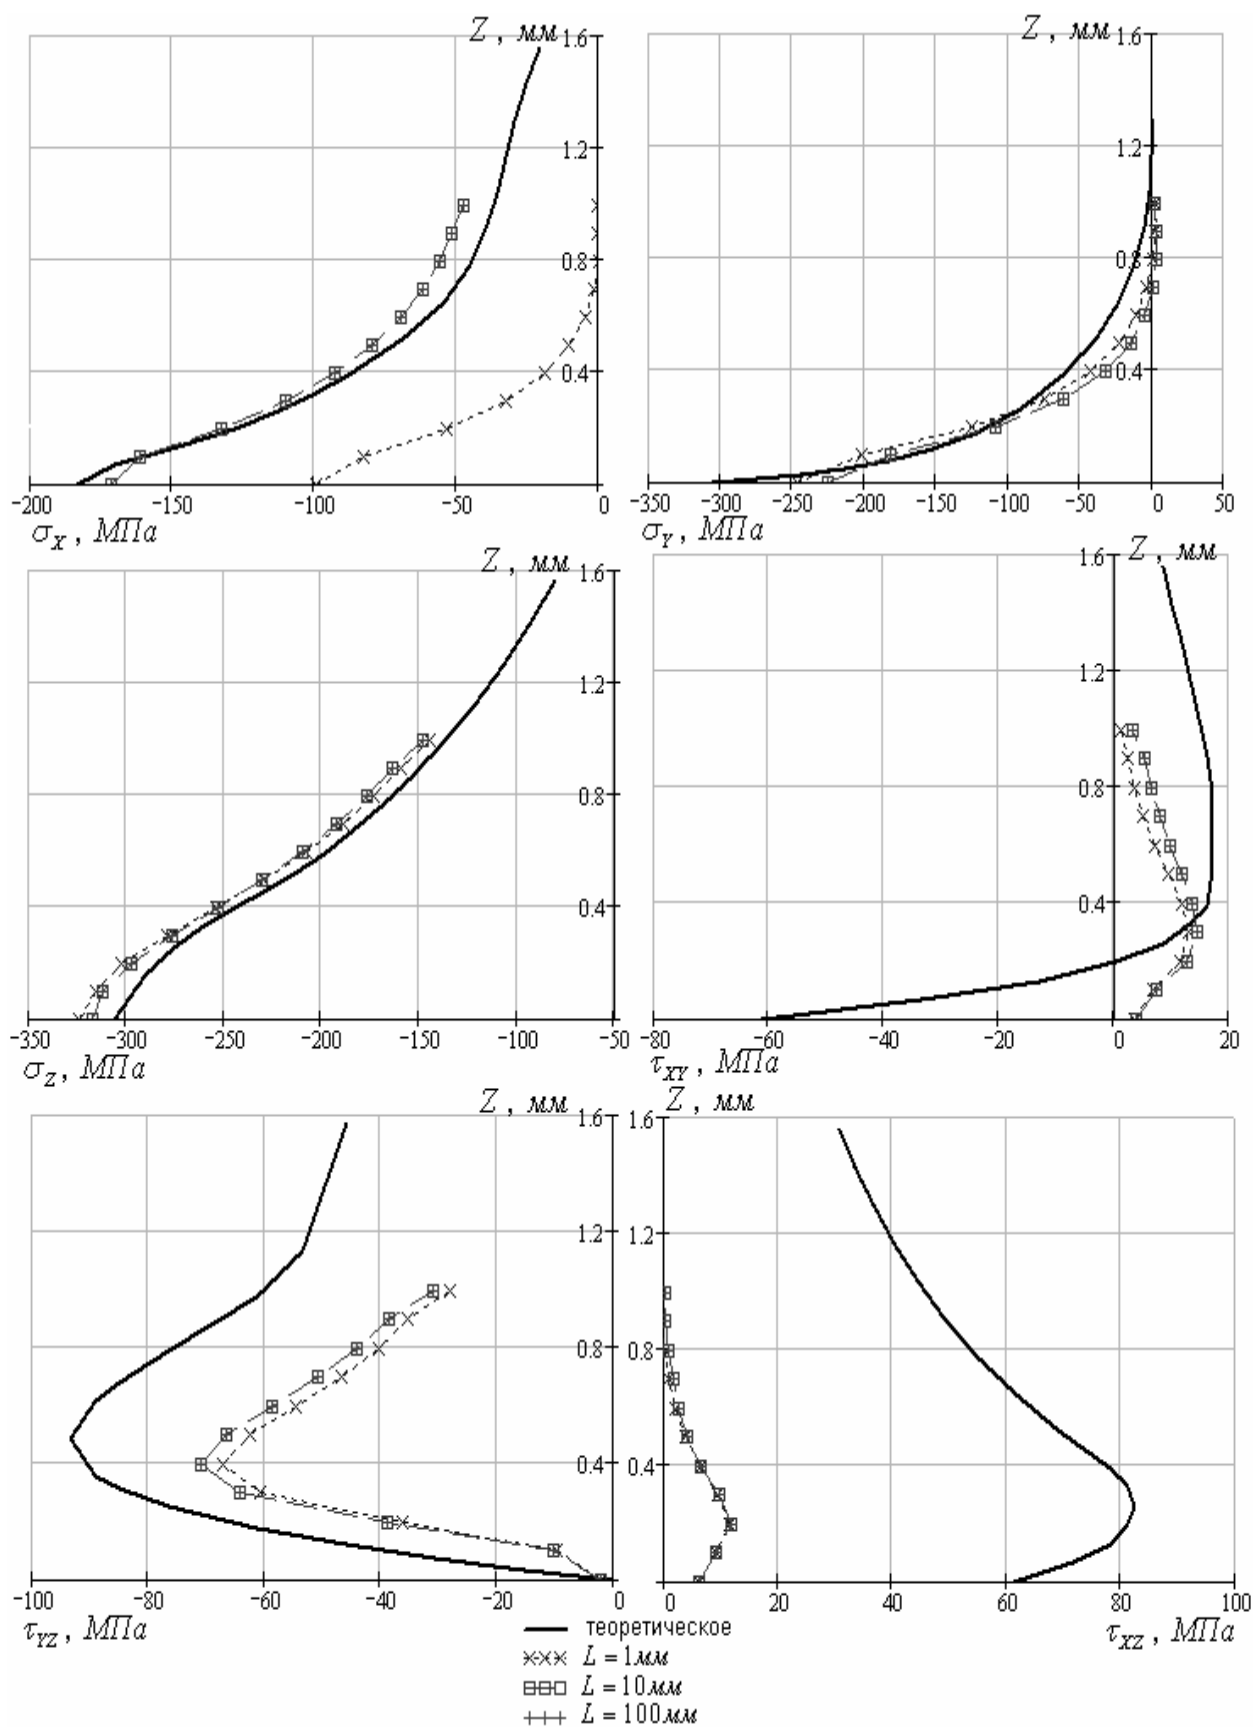 Z , мм 1.6
1.2
0.8
0.4
-200 -150 -100 -50 0
σX , МПа
Z , мм 1.6
1.2
0.8
0.4
-350 -300 -250 -200 -150 -100 -50 0 50
σY , МПа
Z , мм 1.6
1.2
0.8
0.4
-350 -300 -250 -200 -150 -100 -50
σZ , МПа
1.6 Z , мм
1.2
0.8
0.4
-80 -60 -40 -20 0 20
τXY , МПа
Z , мм 1.6
1.2
0.8
0.4
-100 -80 -60 -40 -20 0
τYZ , МПа
Z , мм
1.6
1.2
0.8
0.4
0 20 40 60 80 100
τXZ , МПа
теоретическое
L = 1мм
L = 10мм
L = 100мм